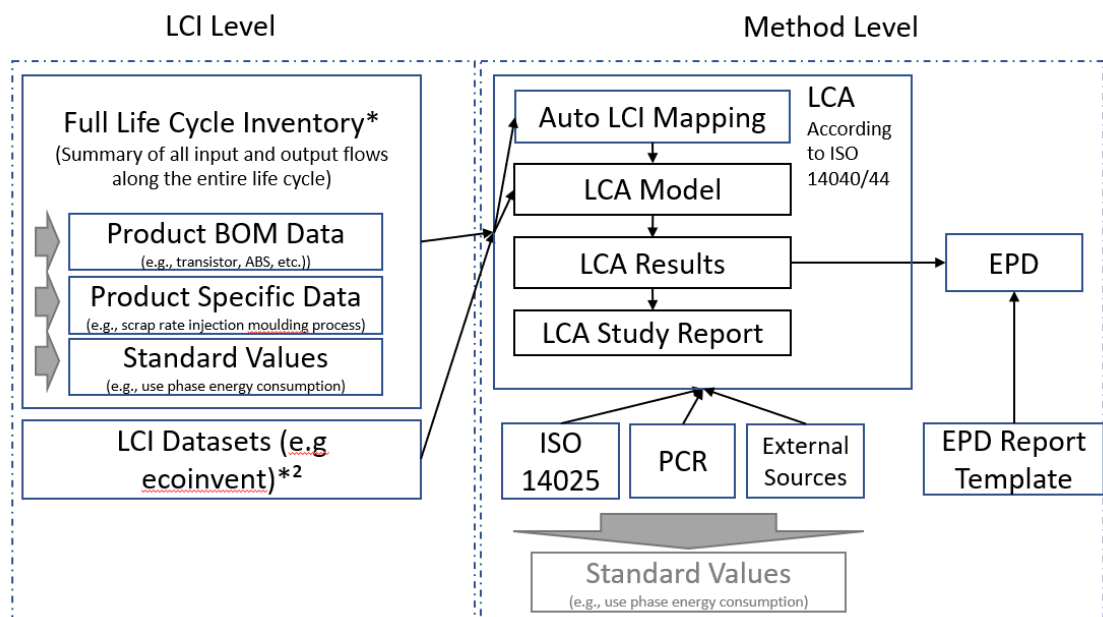 LCI Level
Method Level
Full Life Cycle Inventory*
(Summary of all input and output flows
along the entire life cycle)
Product BOM Data
(e.g., transistor, ABS, etc.))
Product Specific Data
(e.g., scrap rate injection moulding process)
Standard Values
(e.g., use phase energy consumption)
LCI Datasets (e.g
ecoinvent)*²
Auto LCI Mapping
LCA Model
LCA Results
LCA Study Report
LCA
According
to ISO
14040/44
EPD
ISO
14025
PCR
External
Sources
EPD Report
Template
Standard Values
(e.g., use phase energy consumption)